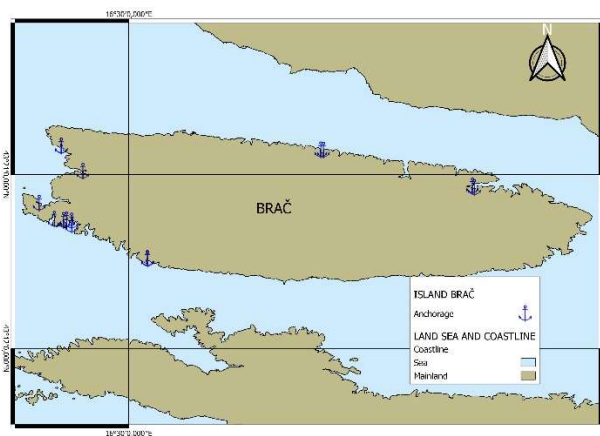 16°30'0,000"E
N
BRAČ
ISLAND BRAČ
Anchorage
LAND SEA AND COASTLINE
Coastline
Sea
Mainland
16°30'0,000"E